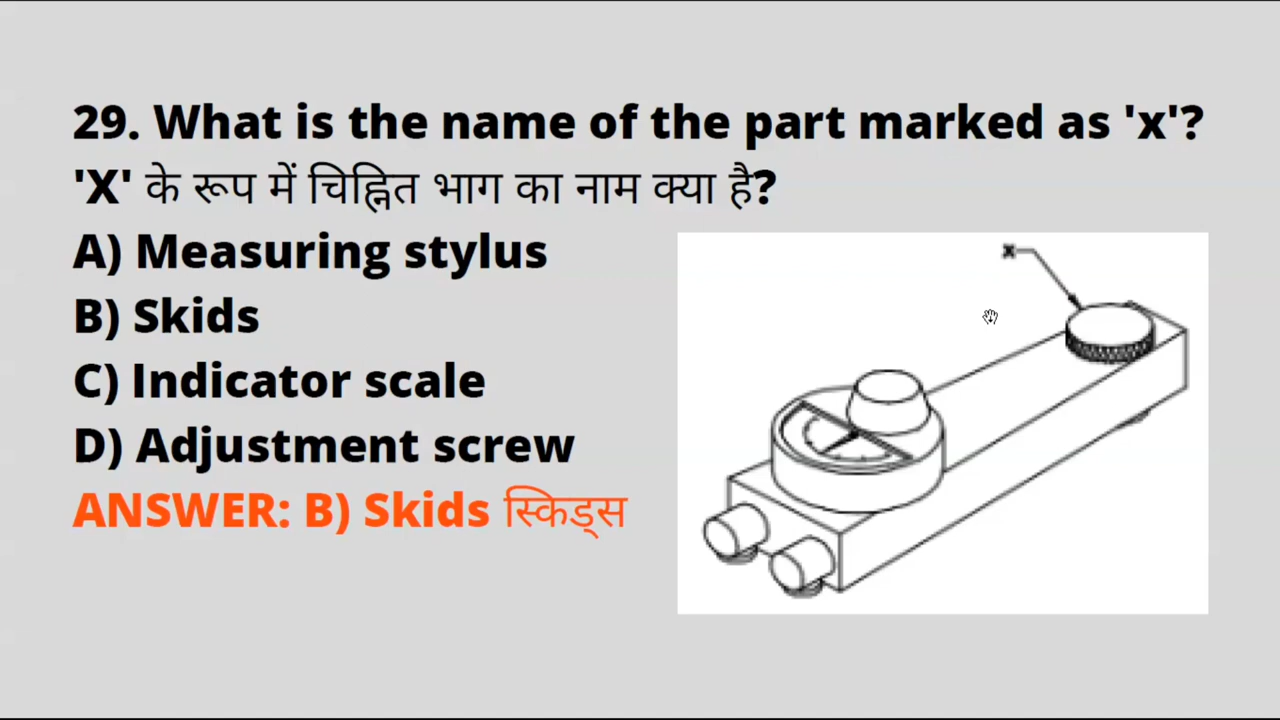 29. What is the name of the part marked as 'x'?
'X' के रूप में चिह्नित भाग का नाम क्या है?
A) Measuring stylus
B) Skids
C) Indicator scale
D) Adjustment screw
ANSWER: B) Skids स्किड्स
x